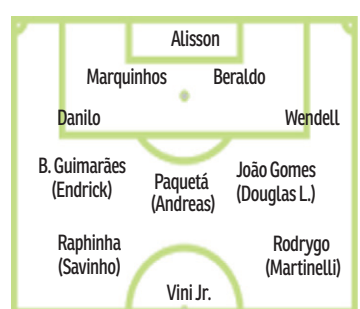 Alisson
Marquinhos Beraldo
Danilo Wendell
B. Guimarães
(Endrick)
Paquetá
(Andreas)
João Gomes
(Douglas L.)
Raphinha
(Savinho)
Rodrygo
(Martinelli)
Vini Jr.